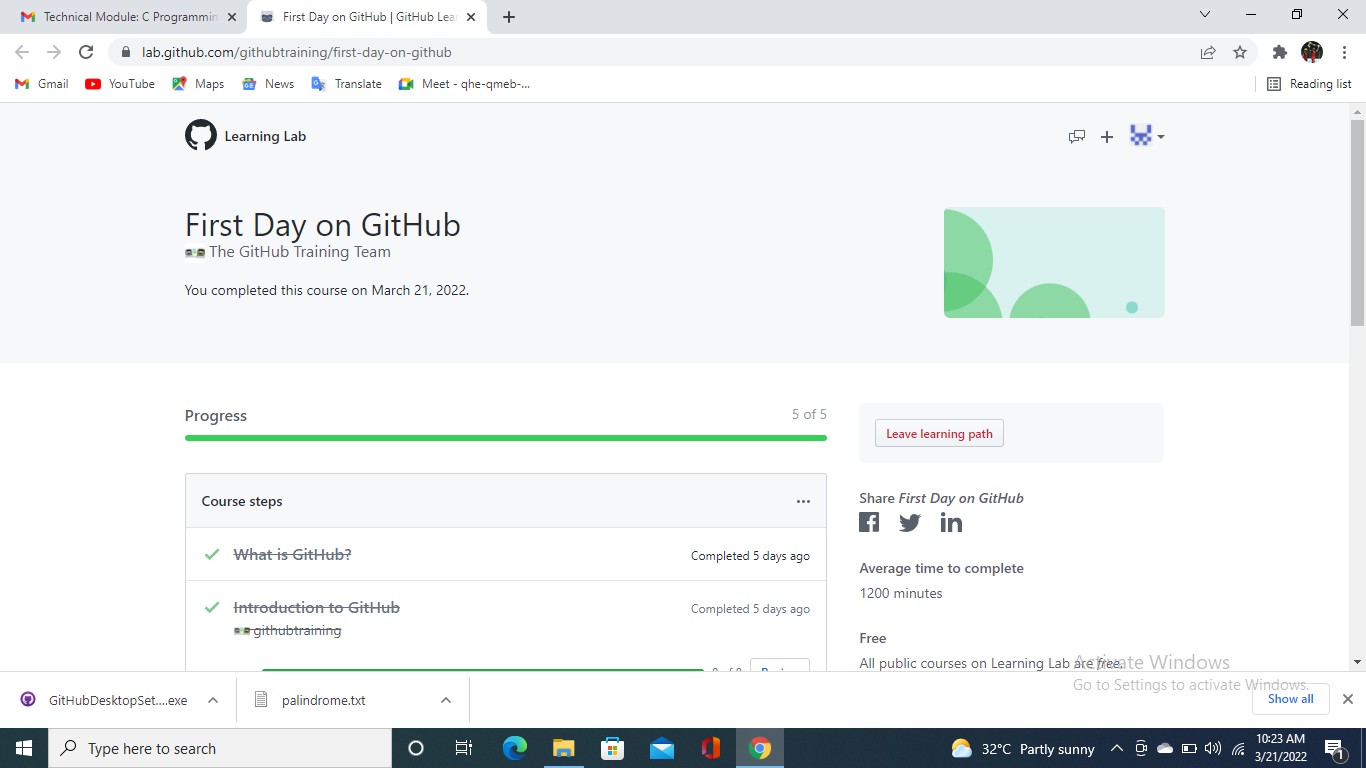 Technical Module: C Programmin
First Day on GitHub | GitHub Lea
lab.github.com/githubtraining/first-day-on-github
Gmail
YouTube
Maps
News
Translate
Meet - qhe-qmeb-...
Reading list
Learning Lab
First Day on GitHub
The GitHub Training Team
You completed this course on March 21, 2022.
Progress
5 of 5
Leave learning path
Course steps
What is GitHub?
Completed 5 days ago
Introduction to GitHub
Completed 5 days ago
githubtraining
Share First Day on GitHub
Average time to complete
1200 minutes
Free
All public courses on Learning Lab are free.
Activate Windows
Go to Settings to activate Windows.
GitHubDesktopSet....exe
palindrome.txt
Show all
Type here to search
32°C Partly sunny
10:23 AM
3/21/2022
1